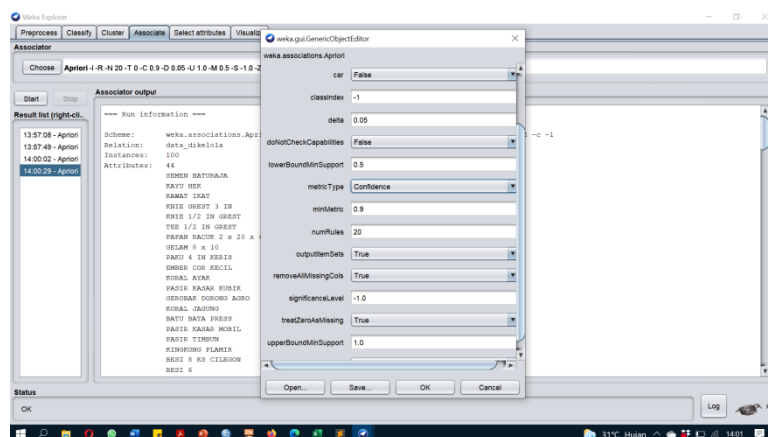 Weka Explorer
Preprocess Classify Cluster Associate Select attributes Visualiz
Associator
Choose Apriori -I -R -N 20 -T 0 -C 0.9 -D 0.05 -U 1.0 -M 0.5 -S -1.0 -Z
Start Stop
Associator output
Result list (right-cli..
13:57:08 - Apriori
13:57:49 - Apriori
14:00:02 - Apriori
14:00:29 - Apriori
=== Run information ===
Scheme: weka.associations.Apri
-c -1
Relation: data_dikelola
Instances: 100
Attributes: 44
SEMEN BATURAJA
KAYU HEK
KAWAT IKAT
KNIE GREST 3 IN
KNIE 1/2 IN GREST
TEE 1/2 IN GREST
PAPAN RACUK 2 x 20 x
GELAM 8 x 10
PAKU 4 IN KERIS
EMBER COR KECIL
KORAL AYAK
PASIR KASAR KUBIK
GEROBAK DORONG AGRO
KORAL JAGUNG
BATU BATA PRESS
PASIR KASAR MOBIL
PASIR TIMBUN
KINGKONG PLAMIR
BESI 8 KS CILEGON
BESI 6
weka.gui.GenericObjectEditor
weka.associations.Apriori
car False
classIndex -1
delta 0.05
doNotCheckCapabilities False
lowerBoundMinSupport 0.5
metricType Confidence
minMetric 0.9
numRules 20
outputItemSets True
removeAllMissingCols True
significanceLevel -1.0
treatZeroAsMissing True
upperBoundMinSupport 1.0
Open... Save... OK Cancel
Status
OK
Log
31°C Hujan 14:01